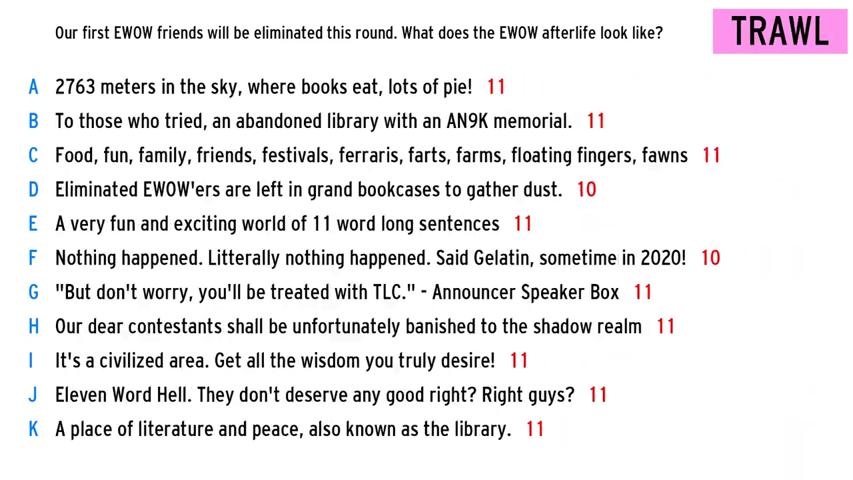 Our first EWOW friends will be eliminated this round. What does the EWOW afterlife look like?
TRAWL
A 2763 meters in the sky, where books eat, lots of pie! 11
B To those who tried, an abandoned library with an AN9K memorial. 11
C Food, fun, family, friends, festivals, ferraris, farts, farms, floating fingers, fawns 11
D Eliminated EWOW'ers are left in grand bookcases to gather dust. 10
E A very fun and exciting world of 11 word long sentences 11
F Nothing happened. Litterally nothing happened. Said Gelatin, sometime in 2020! 10
G "But don't worry, you'll be treated with TLC." - Announcer Speaker Box 11
H Our dear contestants shall be unfortunately banished to the shadow realm 11
I It's a civilized area. Get all the wisdom you truly desire! 11
J Eleven Word Hell. They don't deserve any good right? Right guys? 11
K A place of literature and peace, also known as the library. 11